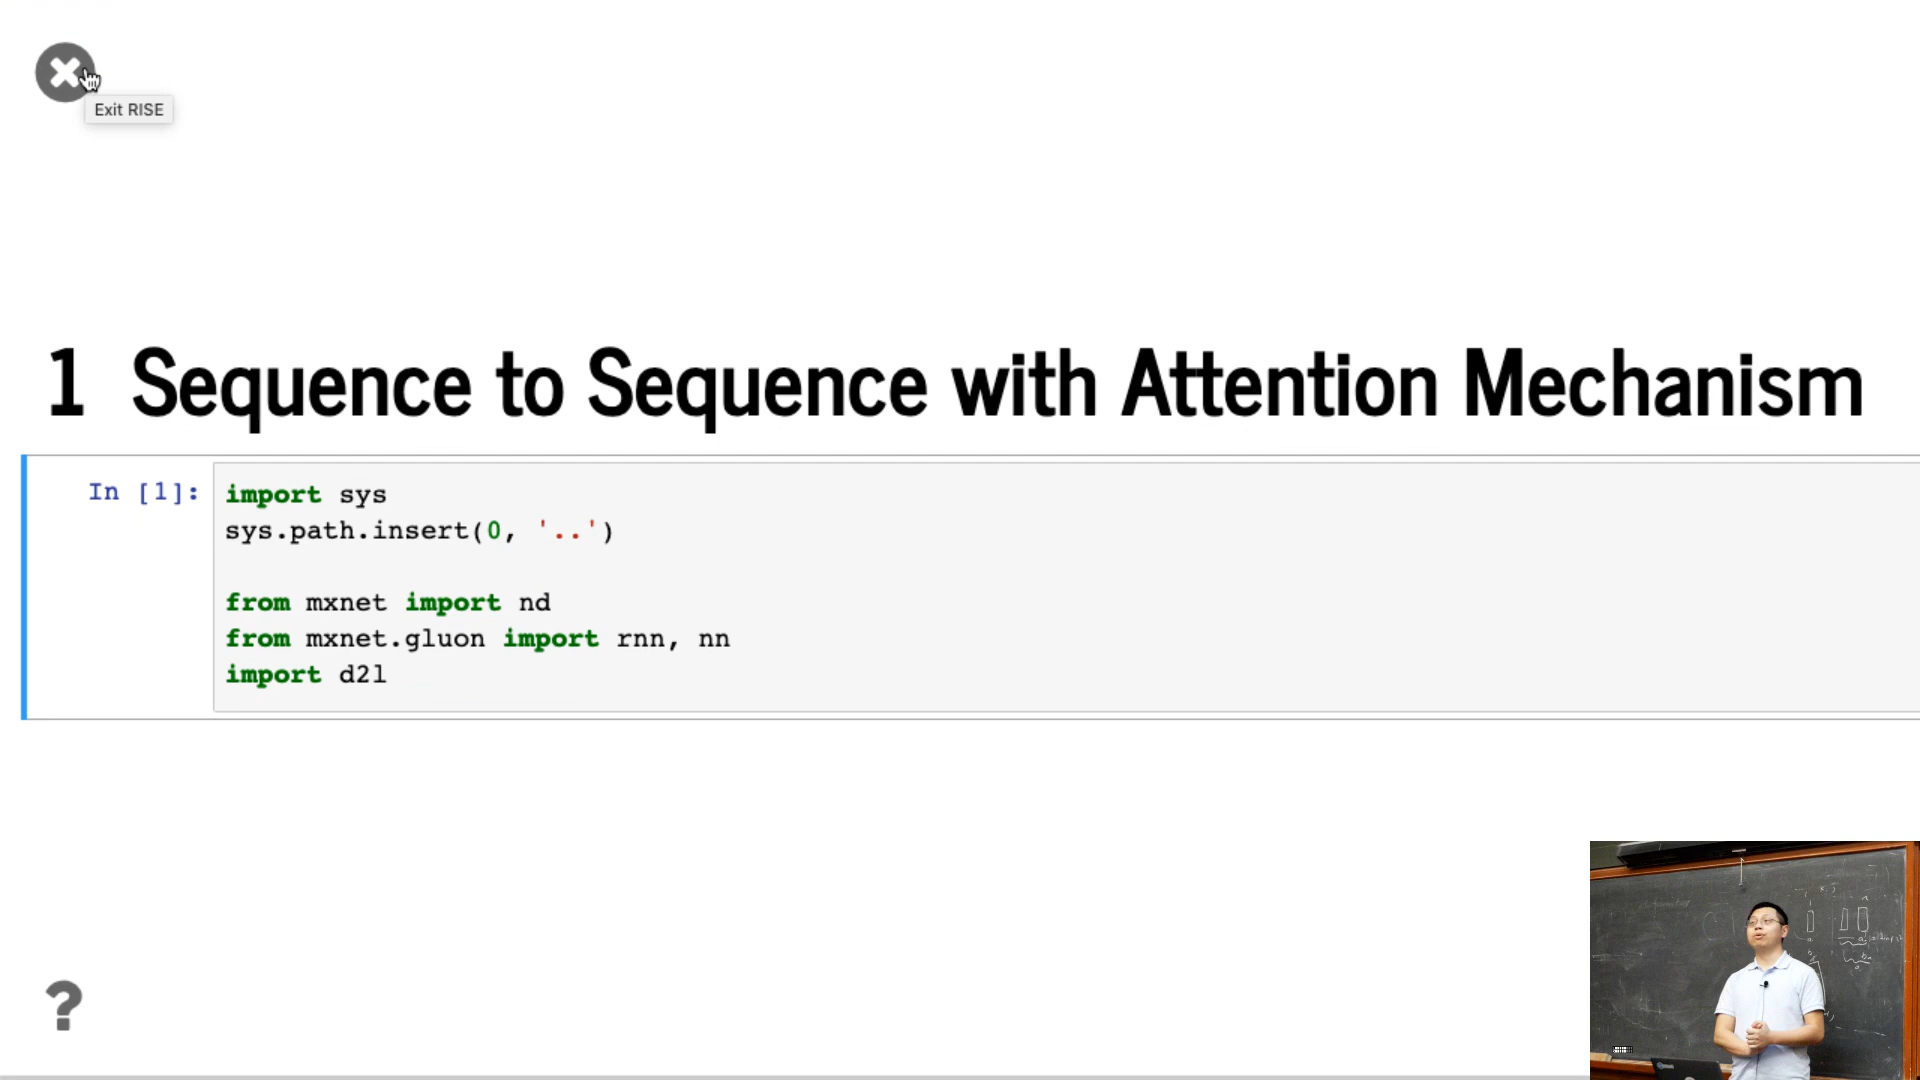 Exit RISE
1 Sequence to Sequence with Attention Mechanism
In [1]:
import sys
sys.path.insert(0, '..')
from mxnet import nd
from mxnet.gluon import rnn, nn
import d2l
?